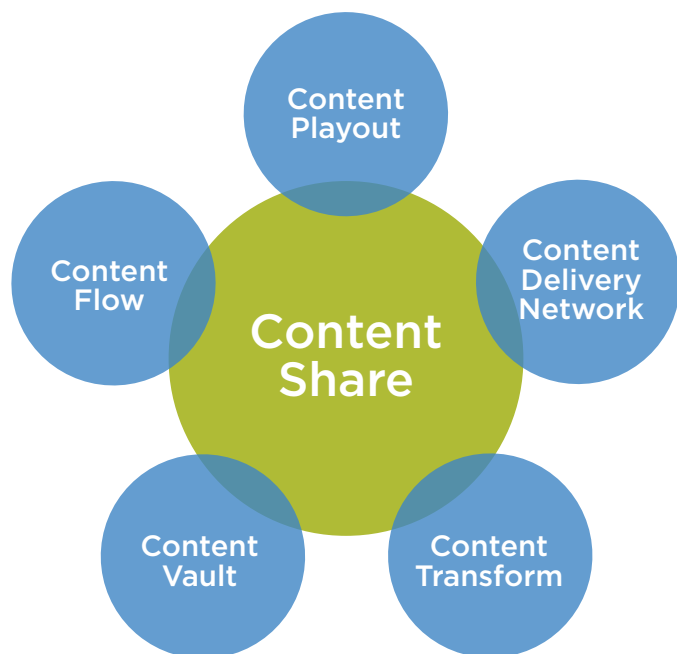 Content
Playout
Content
Delivery
Network
Content
Flow
Content
Share
Content
Vault
Content
Transform